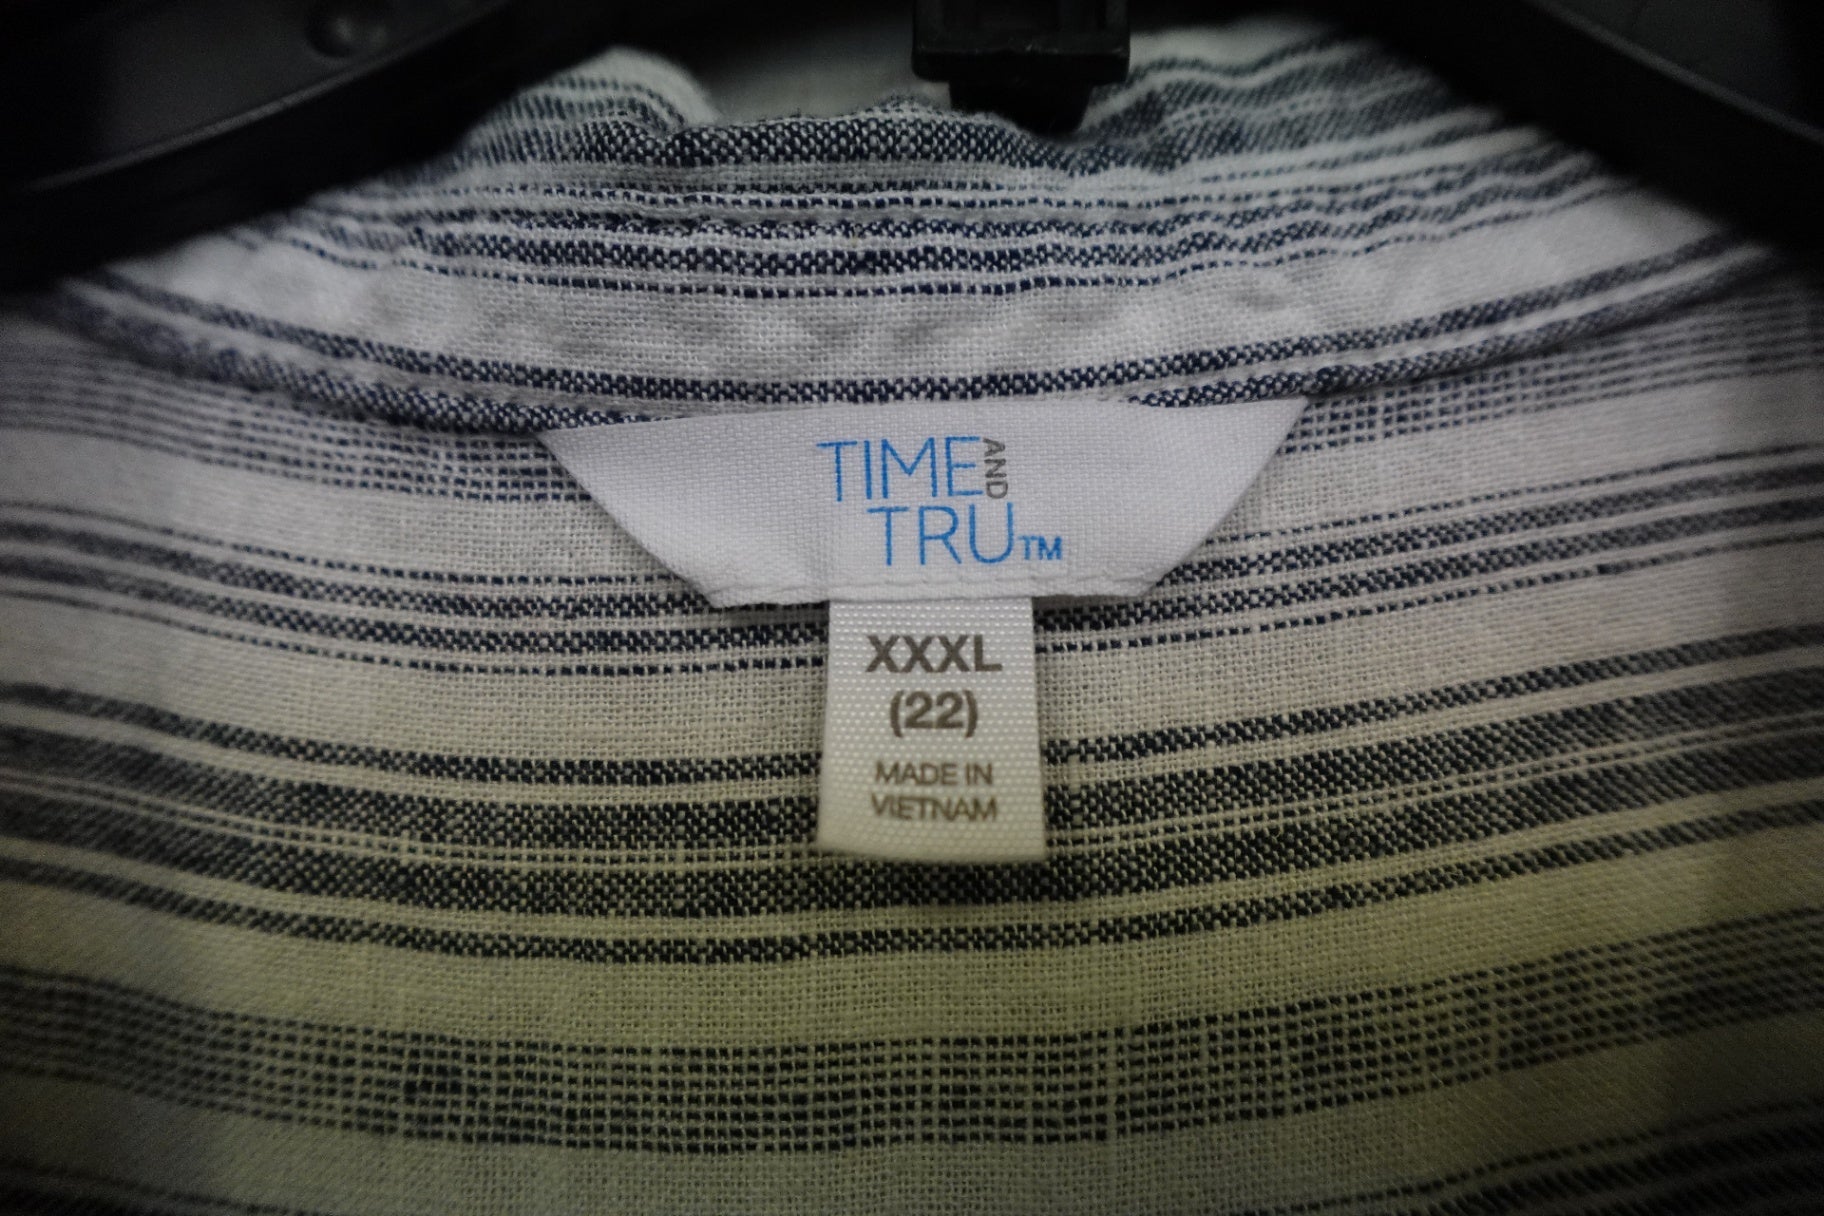 TIME AND
TRU™
XXXL
(22)
MADE IN
VIETNAM